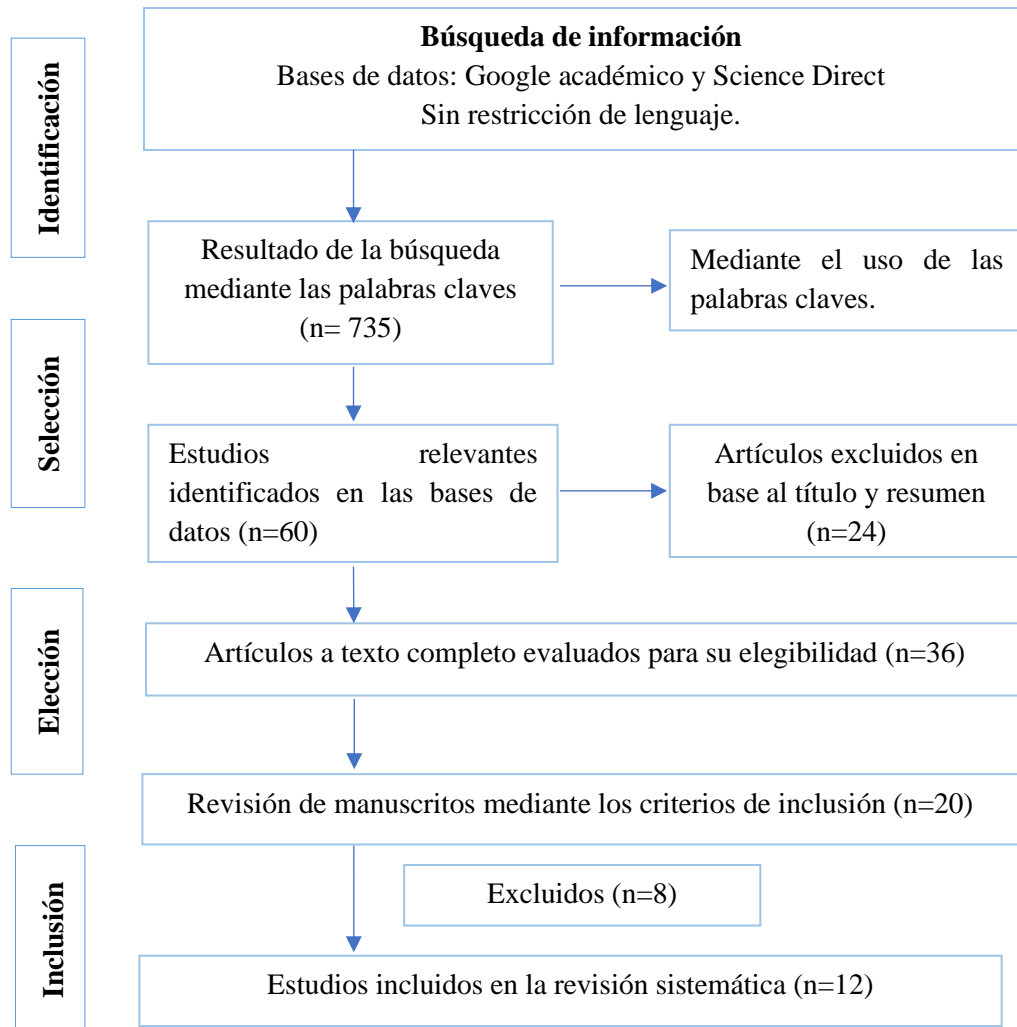 Identificación
Búsqueda de información
Bases de datos: Google académico y Science Direct
Sin restricción de lenguaje.
Resultado de la búsqueda
mediante las palabras claves
(n= 735)
Mediante el uso de las
palabras claves.
Selección
Estudios relevantes
identificados en las bases de
datos (n=60)
Artículos excluidos en
base al título y resumen
(n=24)
Elección
Artículos a texto completo evaluados para su elegibilidad (n=36)
Revisión de manuscritos mediante los criterios de inclusión (n=20)
Inclusión
Excluidos (n=8)
Estudios incluidos en la revisión sistemática (n=12)